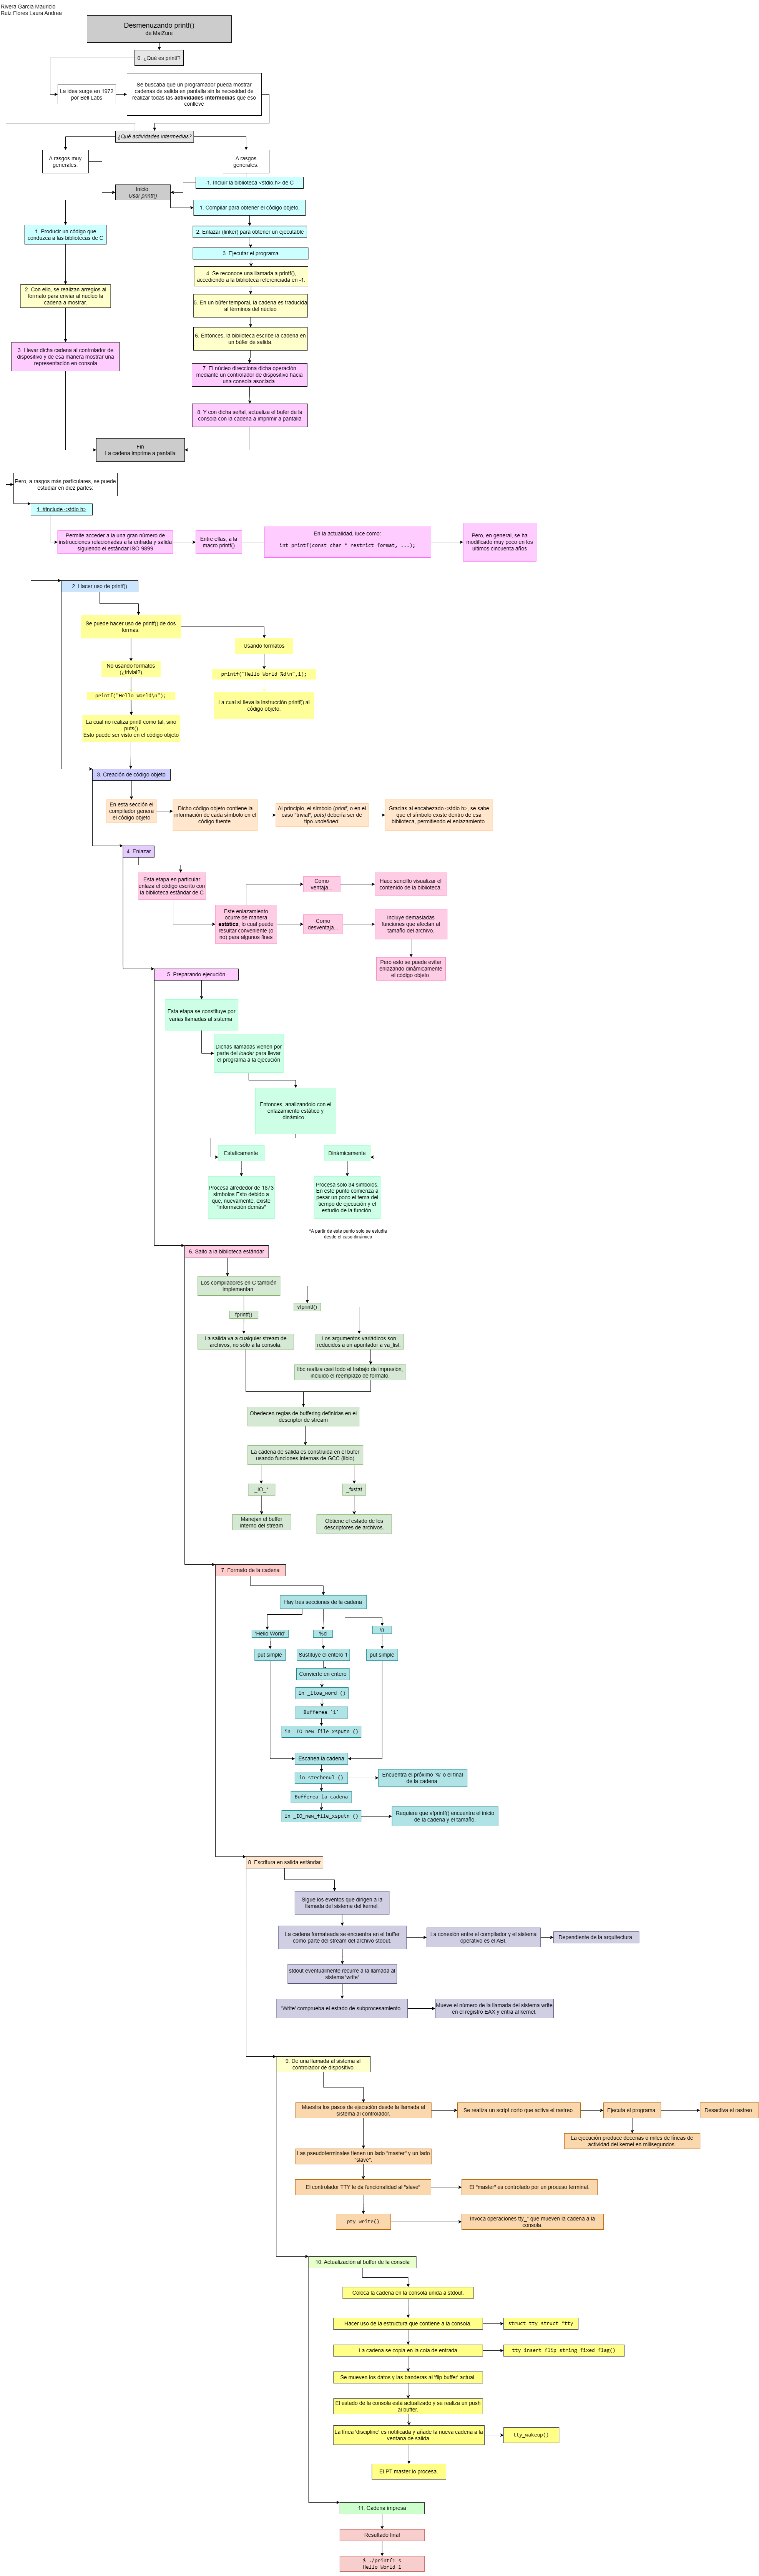 Rivera Garcia Mauricio
Ruiz Flores Laura Andrea
Desmenuzando printf()
de MaiZure
0. ¿Qué es printf?
La idea surge en 1972
por Bell Labs
Se buscaba que un programador pueda mostrar
cadenas de salida en pantalla sin la necesidad de
realizar todas las actividades intermedias que eso
conlleve
¿Qué actividades intermedias?
A rasgos muy
generales:
A rasgos
generales:
-1. Incluir la biblioteca <stdio.h> de C
Inicio:
Usar printf()
1. Compilar para obtener el código objeto.
1. Producir un código que
conduzca a las bibliotecas de C
2. Enlazar (linker) para obtener un ejecutable
3. Ejecutar el programa
4. Se reconoce una llamada a printf(),
accediendo a la biblioteca referenciada en -1.
2. Con ello, se realizan arreglos al
formato para enviar al nucleo la
cadena a mostrar.
5. En un búfer temporal, la cadena es traducida
al términos del núcleo
6. Entonces, la biblioteca escribe la cadena en
un búfer de salida.
3. Llevar dicha cadena al controlador de
dispositivo y de esa manera mostrar una
representación en consola
7. El núcleo direcciona dicha operación
mediante un controlador de dispositivo hacia
una consola asociada.
8. Y con dicha señal, actualiza el bufer de la
consola con la cadena a imprimir a pantalla
Fin
La cadena imprime a pantalla
Pero, a rasgos más particulares, se puede
estudiar en diez partes:
1. #include <stdio.h>
Permite acceder a la una gran número de
instrucciones relacionadas a la entrada y salida
siguiendo el estándar ISO-9899
Entre ellas, a la
macro printf()
En la actualidad, luce como:
int printf(const char * restrict format, ...);
Pero, en general, se ha
modificado muy poco en los
ultimos cincuenta años
2. Hacer uso de printf()
Se puede hacer uso de printf() de dos
formas.
Usando formatos
No usando formatos
(¿trivial?)
printf("Hello World %d\n",1);
printf("Hello World\n");
La cual sí lleva la instrucción printf() al
código objeto.
La cual no realiza printf como tal, sino
puts()
Esto puede ser visto en el código objeto
3. Creación de código objeto
En esta sección el
compilador genera
el código objeto
Dicho código objeto contiene la
información de cada símbolo en el
código fuente.
Al principio, el símbolo (printf, o en el
caso "trivial", puts) debería ser de
tipo undefined
Gracias al encabezado <stdio.h>, se sabe
que el símbolo existe dentro de esa
biblioteca, permitiendo el enlazamiento.
4. Enlazar
Esta etapa en particular
enlaza el código escrito con
la biblioteca estándar de C
Como
ventaja...
Hace sencillo visualizar el
contenido de la biblioteca.
Este enlazamiento
ocurre de manera
estática, lo cual puede
resultar conveniente (o
no) para algunos fines
Como
desventaja...
Incluye demasiadas
funciones que afectan al
tamaño del archivo.
Pero esto se puede evitar
enlazando dinámicamente
el código objeto.
5. Preparando ejecución
Esta etapa se constituye por
varias llamadas al sistema
Dichas llamadas vienen por
parte del loader para llevar
el programa a la ejecución
Entonces, analizandolo con el
enlazamiento estático y
dinámico...
Estaticamente
Dinámicamente
Procesa alrededor de 1873
símbolos.Esto debido a
que, nuevamente, existe
"información demás"
Procesa solo 34 símbolos.
En este punto comienza a
pesar un poco el tema del
tiempo de ejecución y el
estudio de la función.
*A partir de este punto solo se estudia
desde el caso dinámico
6. Salto a la biblioteca estándar
Los compiladores en C también
implementan:
vfprintf()
fprintf()
La salida va a cualquier stream de
archivos, no sólo a la consola.
Los argumentos variádicos son
reducidos a un apuntador a va_list.
libc realiza casi todo el trabajo de impresión,
incluido el reemplazo de formato.
Obedecen reglas de buffering definidas en el
descriptor de stream
La cadena de salida es construida en el bufer
usando funciones internas de GCC (libio)
_IO_*
_fxstat
Manejan el buffer
interno del stream
Obtiene el estado de los
descriptores de archivos.
7. Formato de la cadena
Hay tres secciones de la cadena
'Hello World'
%d
\n
put simple
Sustituye el entero 1
put simple
Convierte en entero
in _itoa_word ()
Bufferea '1'
in _IO_new_file_xsputn ()
Escanea la cadena
in strchrnul ()
Encuentra el próximo '%' o el final
de la cadena.
Bufferea la cadena
in _IO_new_file_xsputn ()
Requiere que vfprintf() encuentre el inicio
de la cadena y el tamaño.
8. Escritura en salida estándar
Sigue los eventos que dirigen a la
llamada del sistema del kernel.
La cadena formateada se encuentra en el buffer
como parte del stream del archivo stdout.
La conexión entre el compilador y el sistema
operativo es el ABI.
Dependiente de la arquitectura.
stdout eventualmente recurre a la llamada al
sistema 'write'
'Write' comprueba el estado de subprocesamiento.
Mueve el número de la llamada del sistema write
en el registro EAX y entra al kernel.
9. De una llamada al sistema al
controlador de dispositivo
Muestra los pasos de ejecución desde la llamada al
sistema al controlador.
Se realiza un script corto que activa el rastreo.
Ejecuta el programa.
Desactiva el rastreo.
La ejecución produce decenas o miles de líneas de
actividad del kernel en milisegundos.
Las pseudoterminales tienen un lado "master" y un lado
"slave".
El controlador TTY le da funcionalidad al "slave"
El "master" es controlado por un proceso terminal.
pty_write()
Invoca operaciones tty_* que mueven la cadena a la
consola.
10. Actualización al buffer de la consola
Coloca la cadena en la consola unida a stdout.
Hacer uso de la estructura que contiene a la consola.
struct tty_struct *tty
La cadena se copia en la cola de entrada
tty_insert_flip_string_fixed_flag()
Se mueven los datos y las banderas al 'flip buffer' actual.
El estado de la consola está actualizado y se realiza un push
al buffer.
La línea 'discipline' es notificada y añade la nueva cadena a la
ventana de salida.
tty_wakeup()
El PT master lo procesa.
11. Cadena impresa
Resultado final
$ ./printf1_s
Hello World 1